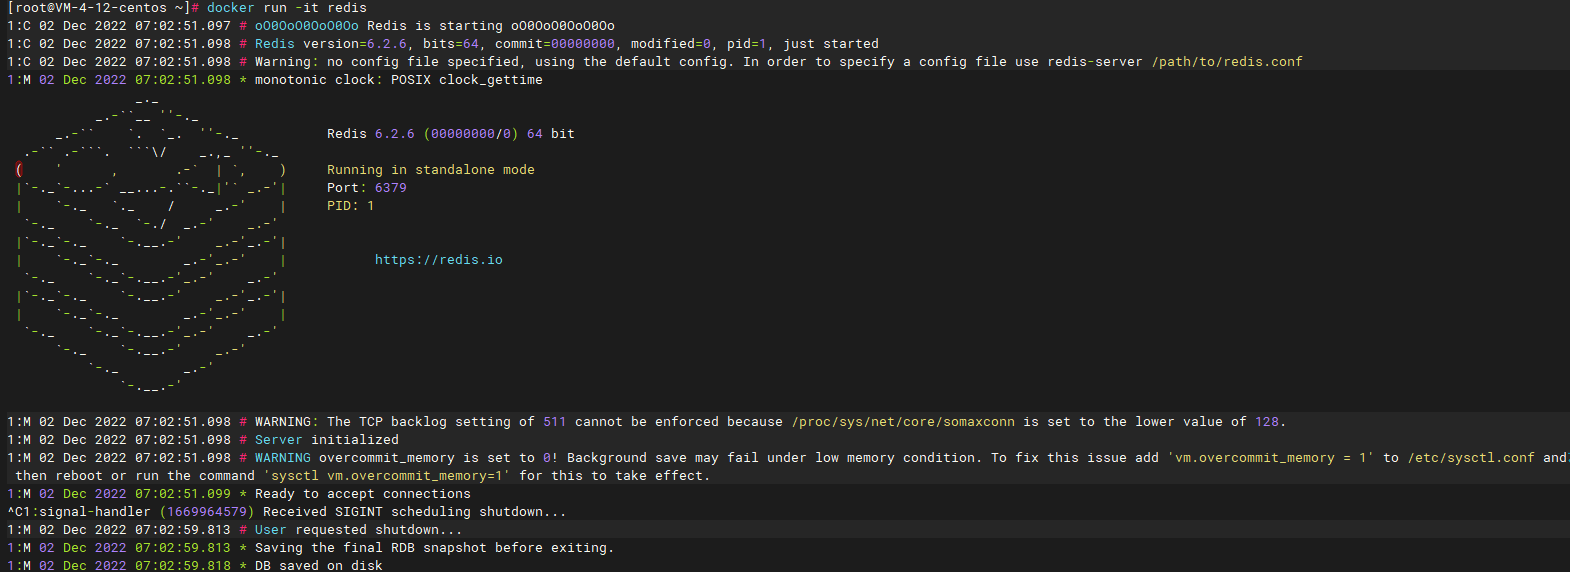 [root@VM-4-12-centos ~]# docker run -it redis
1:C 02 Dec 2022 07:02:51.097 # oO0OoO0OoO0Oo Redis is starting oO0OoO0OoO0Oo
1:C 02 Dec 2022 07:02:51.098 # Redis version=6.2.6, bits=64, commit=00000000, modified=0, pid=1, just started
1:C 02 Dec 2022 07:02:51.098 # Warning: no config file specified, using the default config. In order to specify a config file use redis-server /path/to/redis.conf
1:M 02 Dec 2022 07:02:51.098 * monotonic clock: POSIX clock_gettime
Redis 6.2.6 (00000000/0) 64 bit
Running in standalone mode
Port: 6379
PID: 1
https://redis.io
1:M 02 Dec 2022 07:02:51.098 # WARNING: The TCP backlog setting of 511 cannot be enforced because /proc/sys/net/core/somaxconn is set to the lower value of 128.
1:M 02 Dec 2022 07:02:51.098 # Server initialized
1:M 02 Dec 2022 07:02:51.098 # WARNING overcommit_memory is set to 0! Background save may fail under low memory condition. To fix this issue add 'vm.overcommit_memory = 1' to /etc/sysctl.conf and
then reboot or run the command 'sysctl vm.overcommit_memory=1' for this to take effect.
1:M 02 Dec 2022 07:02:51.099 * Ready to accept connections
^C1:signal-handler (1669964579) Received SIGINT scheduling shutdown...
1:M 02 Dec 2022 07:02:59.813 # User requested shutdown...
1:M 02 Dec 2022 07:02:59.813 * Saving the final RDB snapshot before exiting.
1:M 02 Dec 2022 07:02:59.818 * DB saved on disk